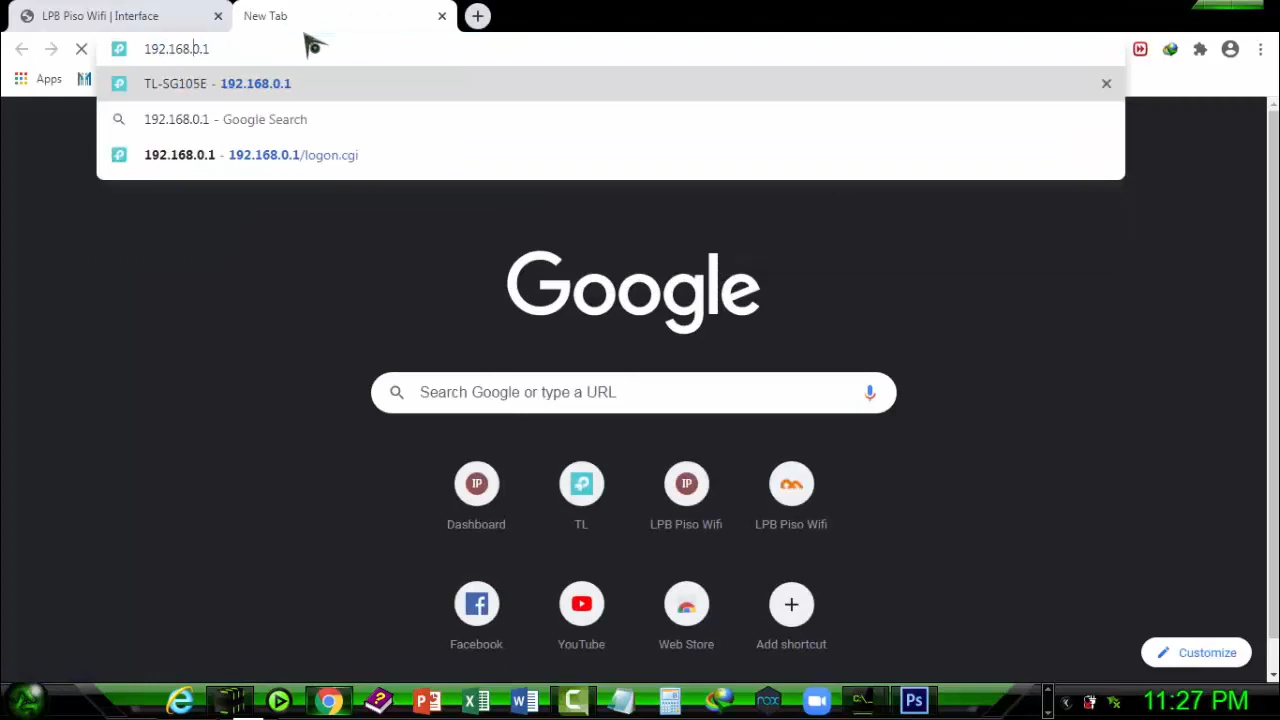 LPB Piso Wifi | Interface
New Tab
192.168.0.1
Apps
TL-SG105E - 192.168.0.1
192.168.0.1 - Google Search
192.168.0.1 - 192.168.0.1/logon.cgi
Google
Search Google or type a URL
IP
IP
Dashboard
TL
LPB Piso Wifi
LPB Piso Wifi
Facebook
YouTube
Web Store
Add shortcut
Customize
nox
Ps
11:27 PM